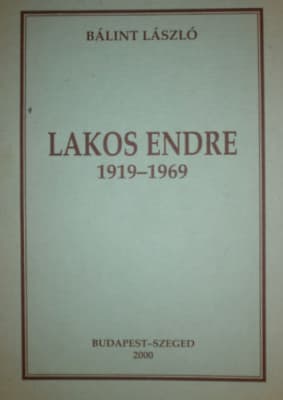 BÁLINT LÁSZLÓ
LAKOS ENDRE
1919–1969
BUDAPEST–SZEGED
2000